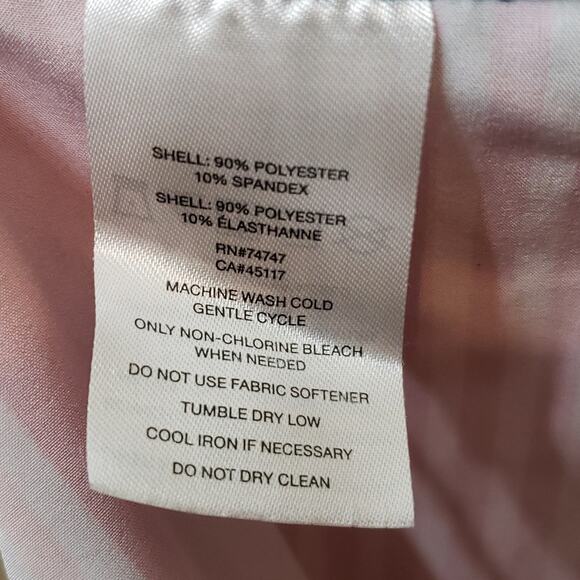 SHELL: 90% POLYESTER
10% SPANDEX
SHELL: 90% POLYESTER
10% ÉLASTHANNE
RN#74747
CA#45117
MACHINE WASH COLD
GENTLE CYCLE
ONLY NON-CHLORINE BLEACH
WHEN NEEDED
DO NOT USE FABRIC SOFTENER
TUMBLE DRY LOW
COOL IRON IF NECESSARY
DO NOT DRY CLEAN